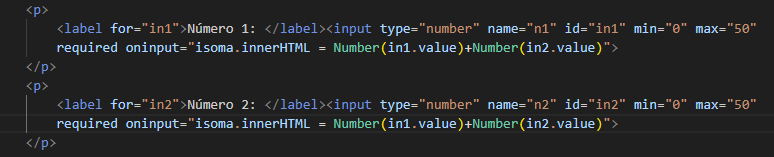 <p>
<label for="in1">Número 1: </label><input type="number" name="n1" id="in1" min="0" max="50"
required oninput="isoma.innerHTML = Number(in1.value)+Number(in2.value)">
</p>
<p>
<label for="in2">Número 2: </label><input type="number" name="n2" id="in2" min="0" max="50"
required oninput="isoma.innerHTML = Number(in1.value)+Number(in2.value)">
</p>